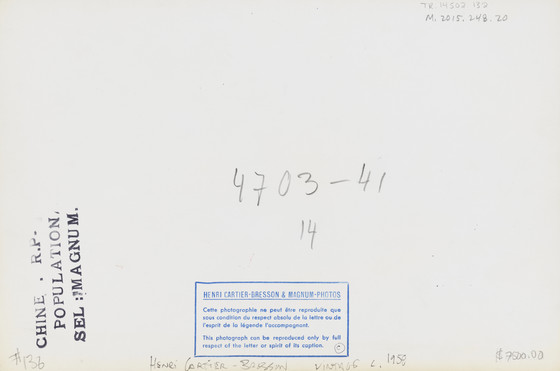 TR.14302.132
M.2015.248.20
4703-41
14
CHINE . R.P.
POPULATION.
SEL :"MAGNUM.
HENRI CARTIER-BRESSON & MAGNUM-PHOTOS
Cette photographie ne peut être reproduite que
sous condition du respect absolu de la lettre ou de
l'esprit de la légende l'accompagnant.
This photograph can be reproduced only by full
respect of the letter or spirit of its caption. ©
#136
HENRI CARTIER-BRESSON VINTAGE C. 1958
$7500.00